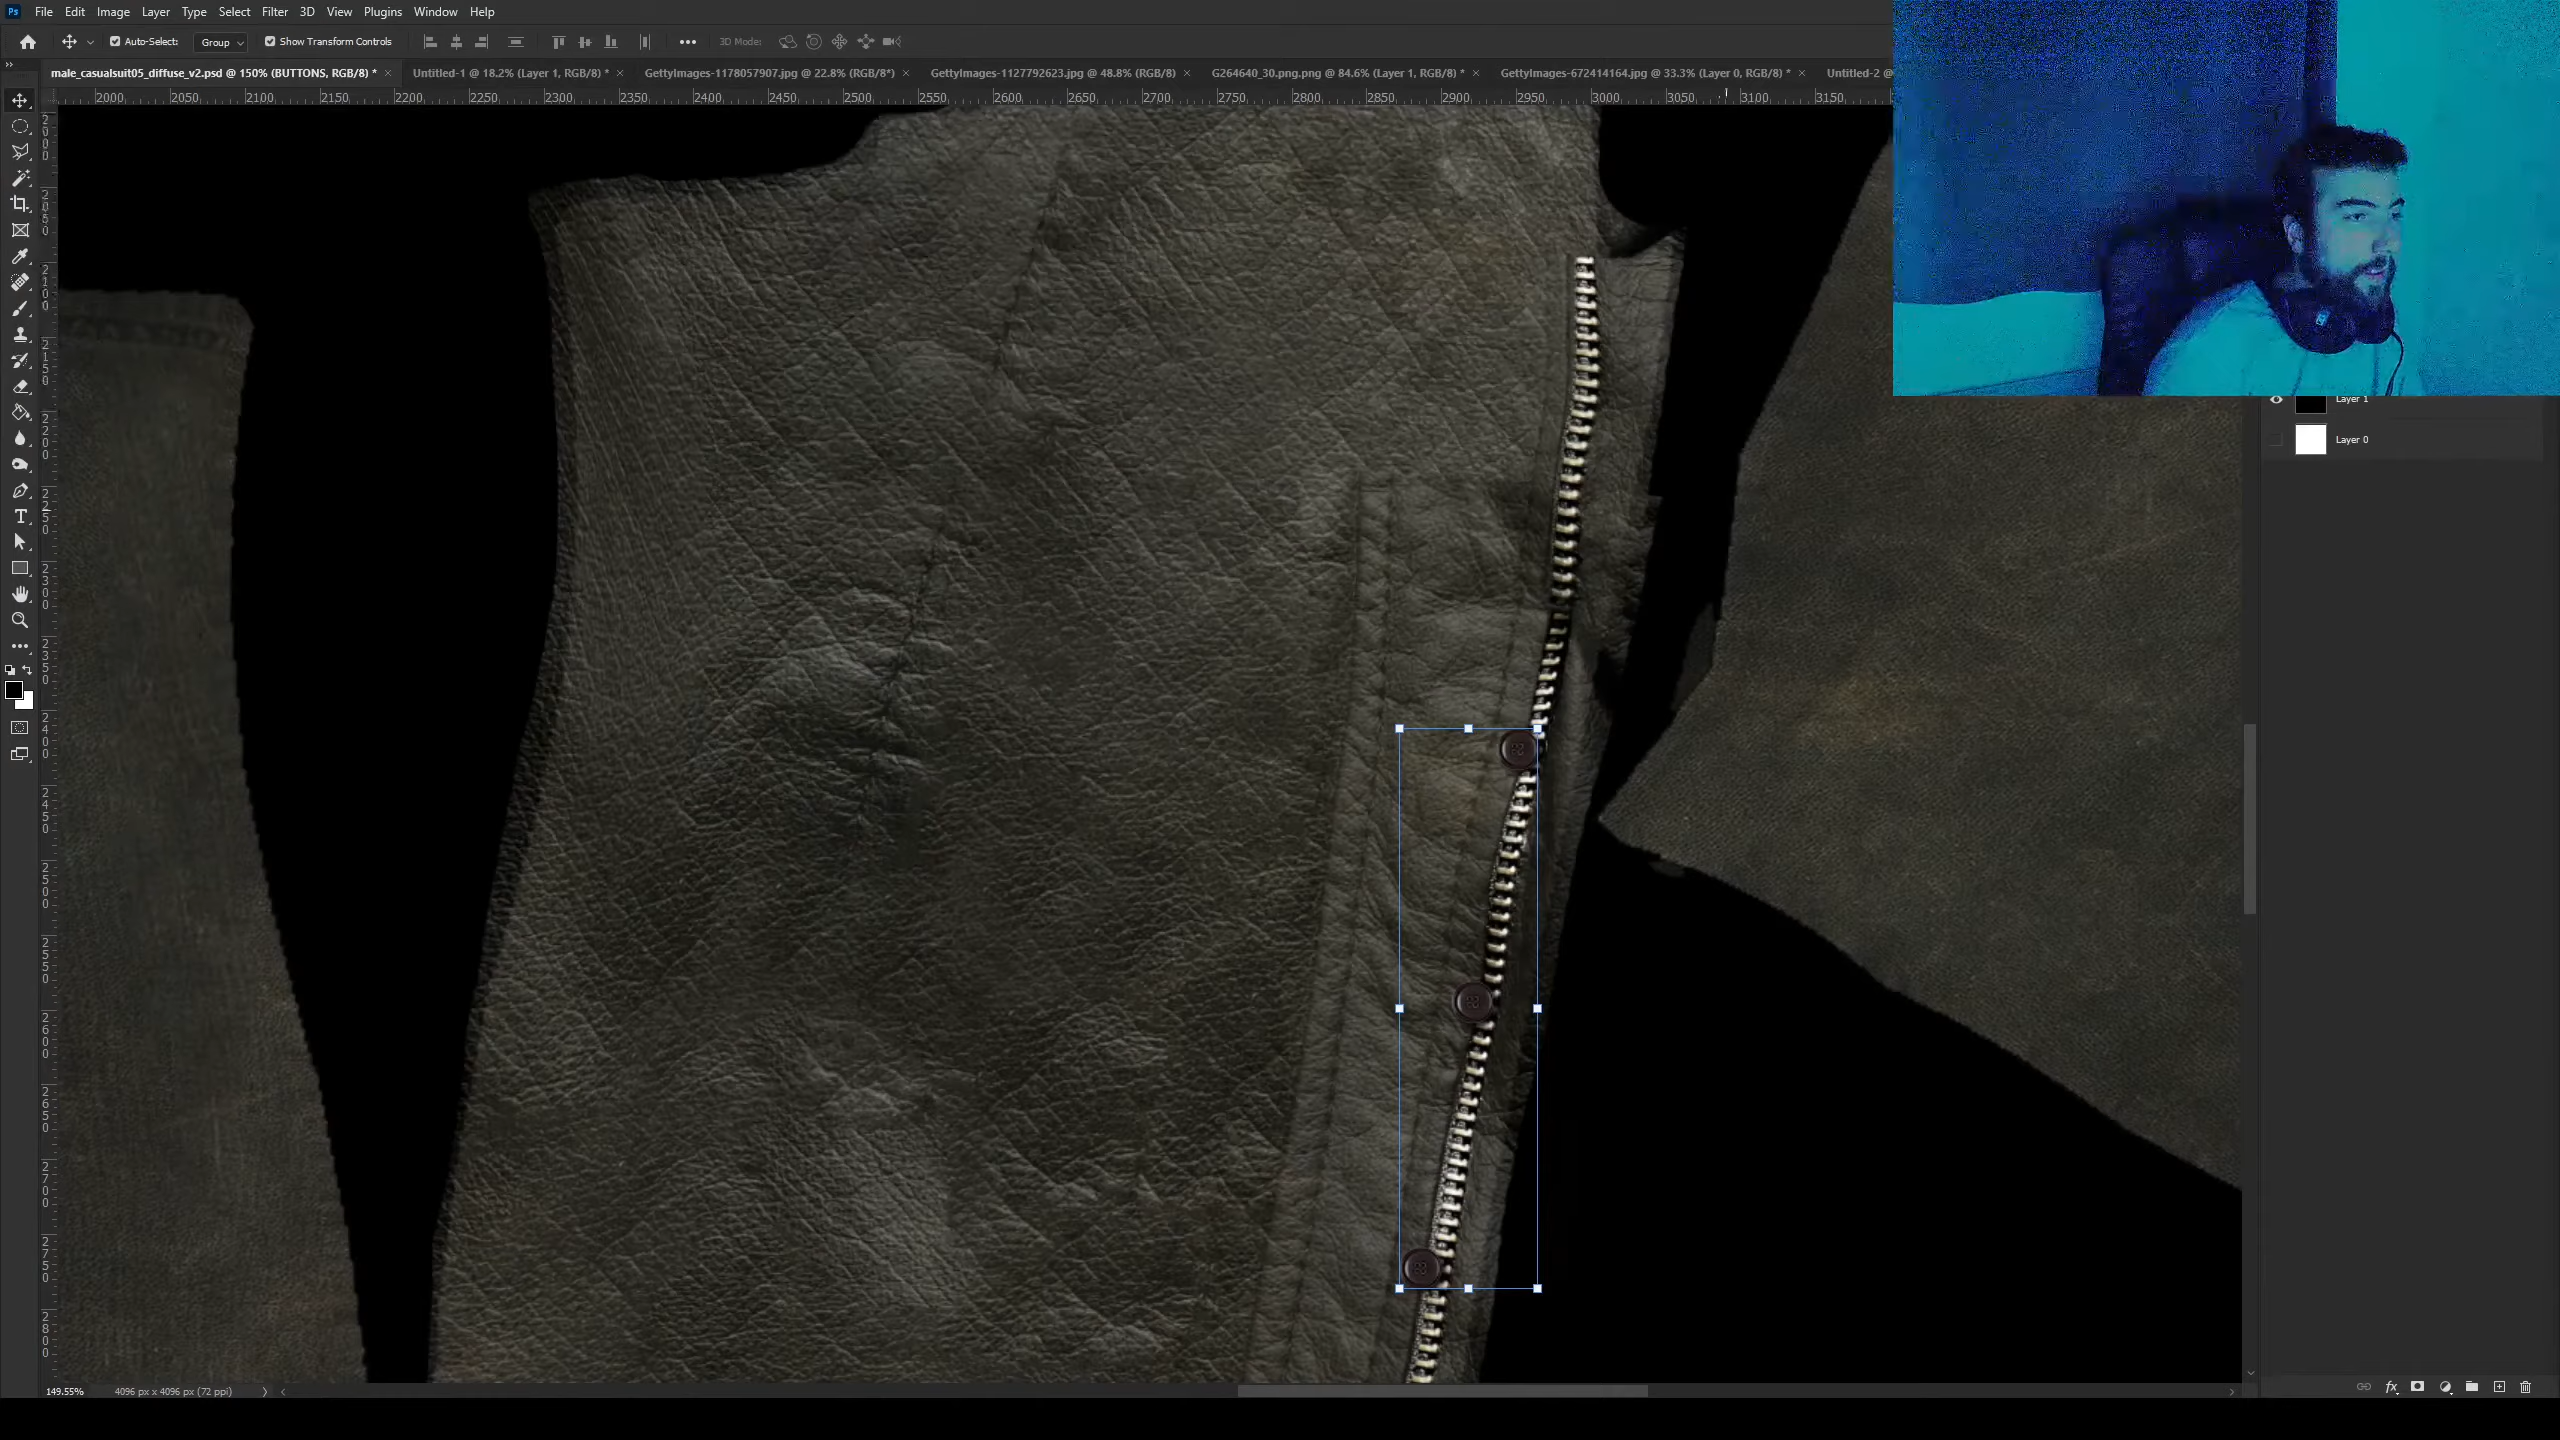 Ps File Edit Image Layer Type Select Filter 3D View Plugins Window Help
Auto-Select: Group Show Transform Controls 3D Mode:
male_casualsuit05_diffuse_v2.psd @ 150% (BUTTONS, RGB/8) * × Untitled-1 @ 18.2% (Layer 1, RGB/8) * × GettyImages-1178057907.jpg @ 22.8% (RGB/8*) × GettyImages-1127792623.jpg @ 48.8% (RGB/8) × G264640_30.png.png @ 84.6% (Layer 1, RGB/8) * × GettyImages-672414164.jpg @ 33.3% (Layer 0, RGB/8) * × Untitled-2 @
2000 2050 2100 2150 2200 2250 2300 2350 2400 2450 2500 2550 2600 2650 2700 2750 2800 2850 2900 2950 3000 3050 3100 3150
Layer 1
Layer 0
149.55% 4096 px x 4096 px (72 ppi)
fx